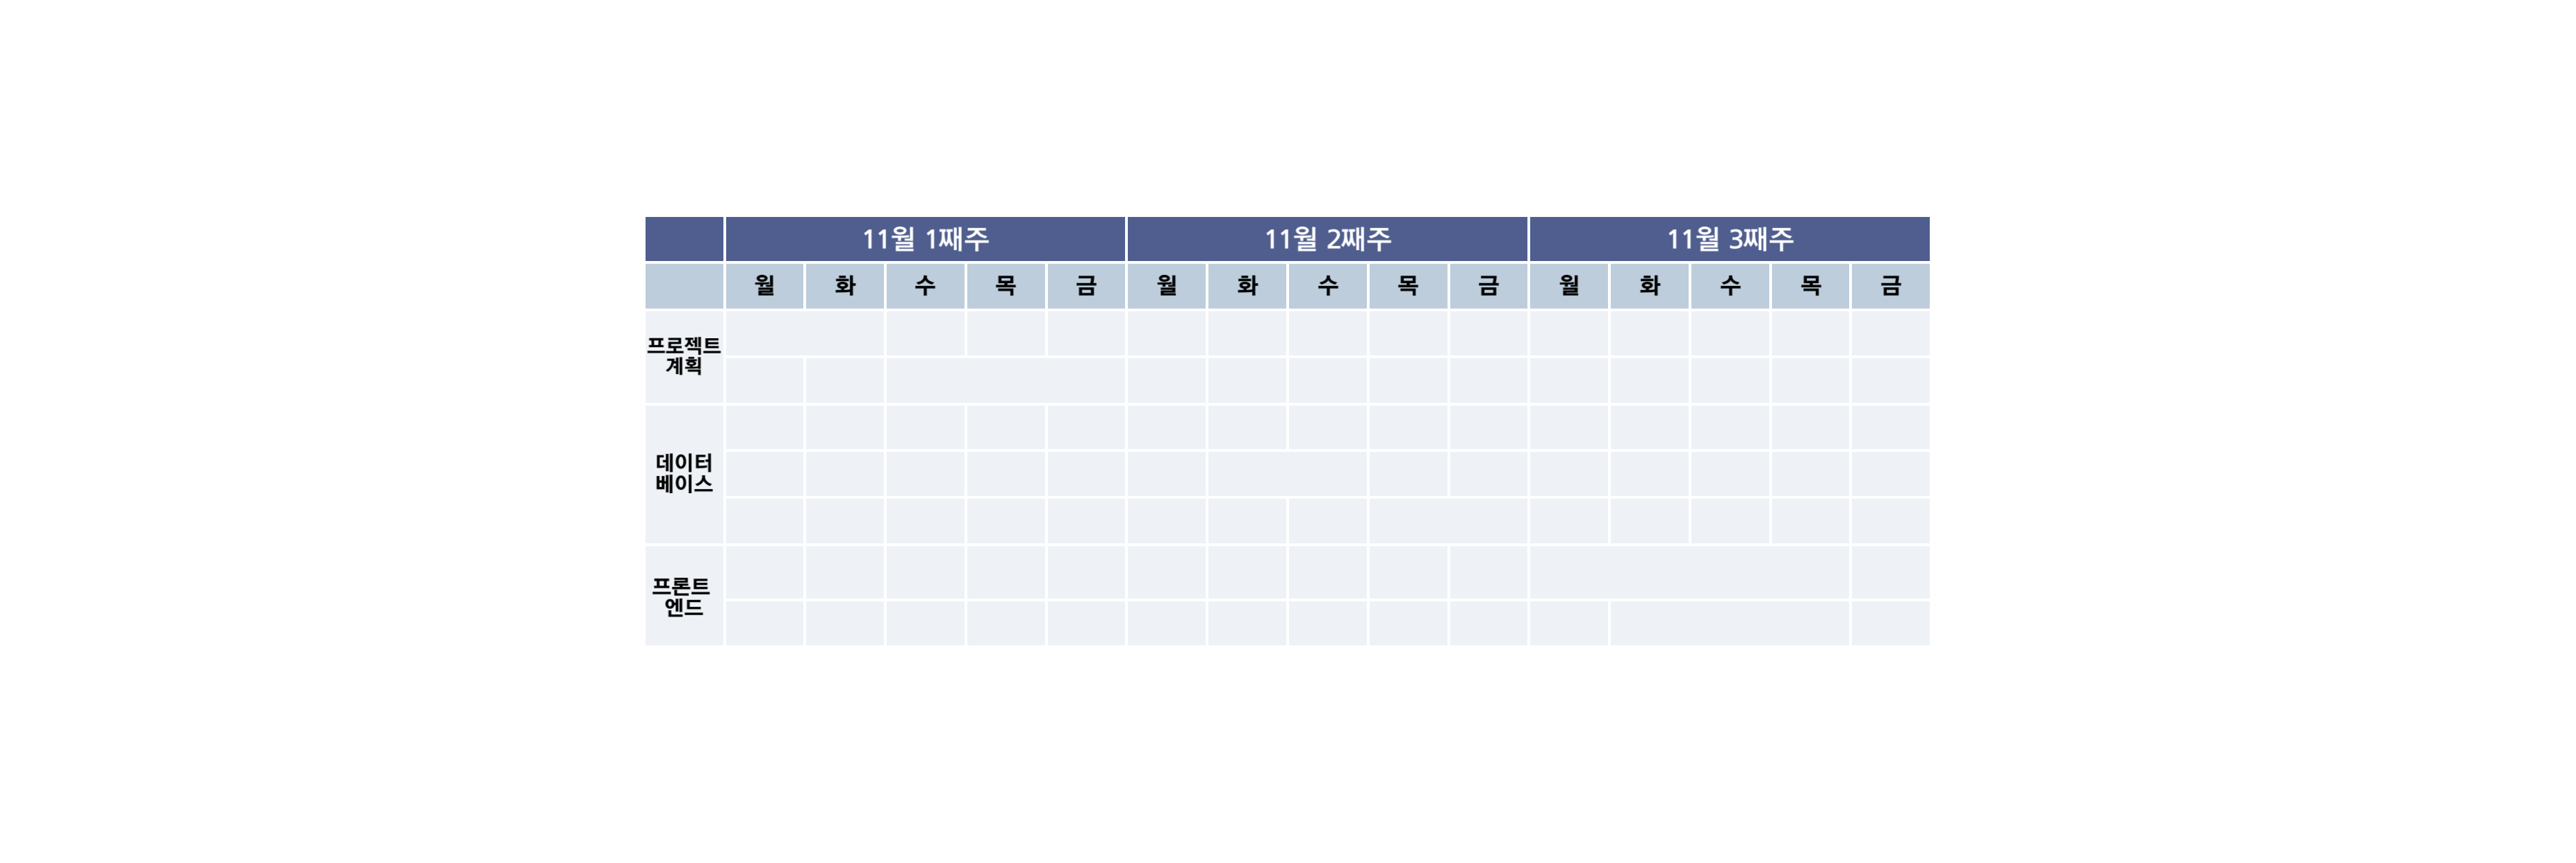 11월 1째주 11월 2째주 11월 3째주
월 화 수 목 금 월 화 수 목 금 월 화 수 목 금
프로젝트
계획
데이터
베이스
프론트
엔드